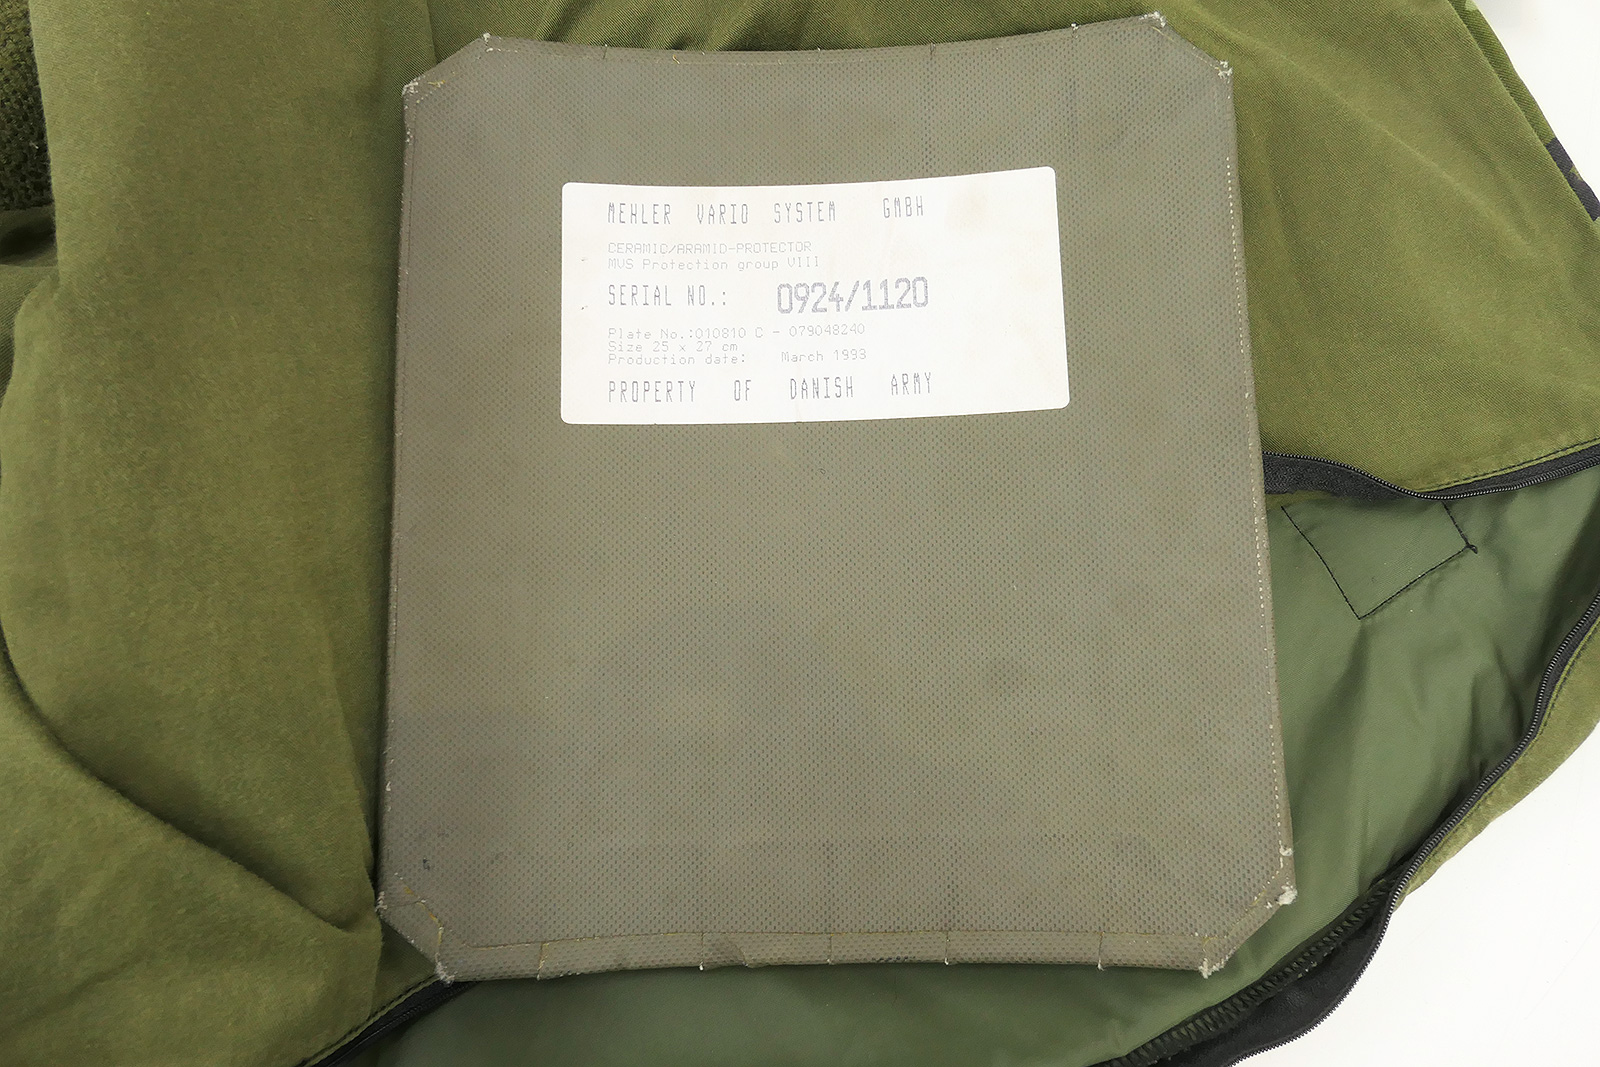 MEHLER VARIO SYSTEM GMBH
CERAMIC/ARAMID-PROTECTOR
MVS Protection group VIII
SERIAL NO.: 0924/1120
Plate No.:010810 C - 079048240
Size 25 x 27 cm
Production date: March 1993
PROPERTY OF DANISH ARMY